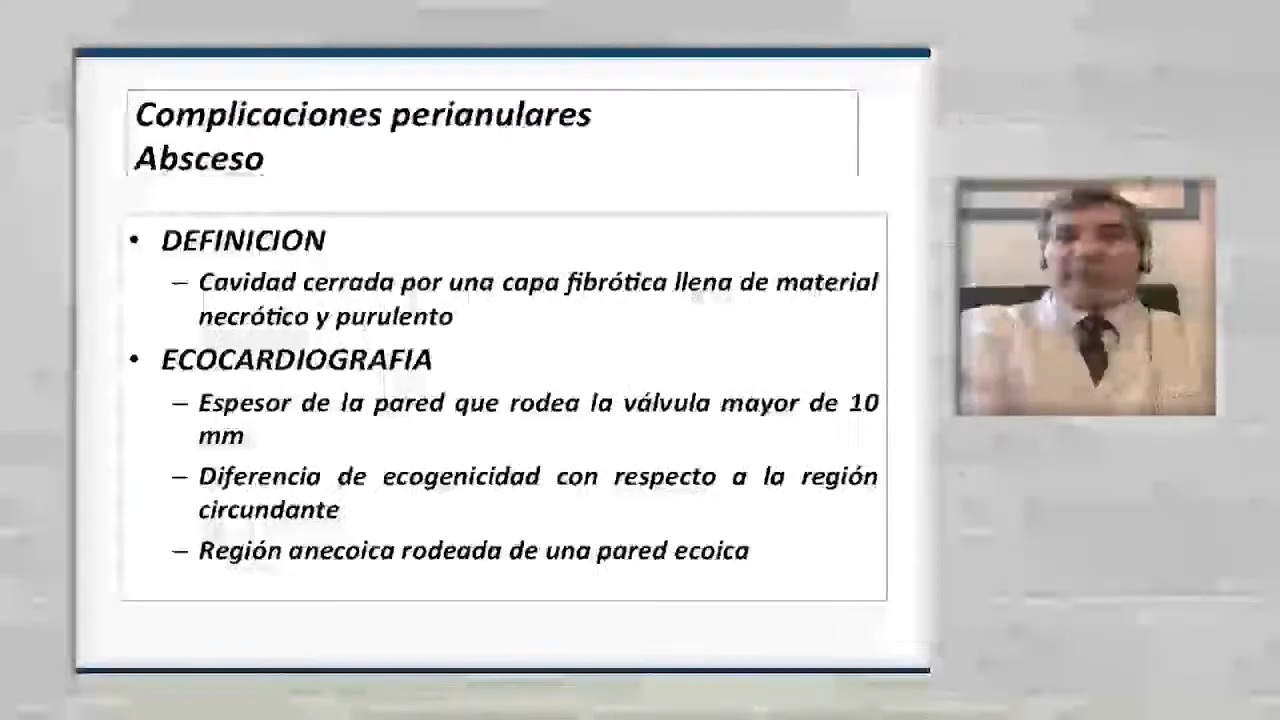 Complicaciones perianulares
Absceso
• DEFINICION
– Cavidad cerrada por una capa fibrótica llena de material
necrótico y purulento
• ECOCARDIOGRAFIA
– Espesor de la pared que rodea la válvula mayor de 10
mm
– Diferencia de ecogenicidad con respecto a la región
circundante
– Región anecoica rodeada de una pared ecoica